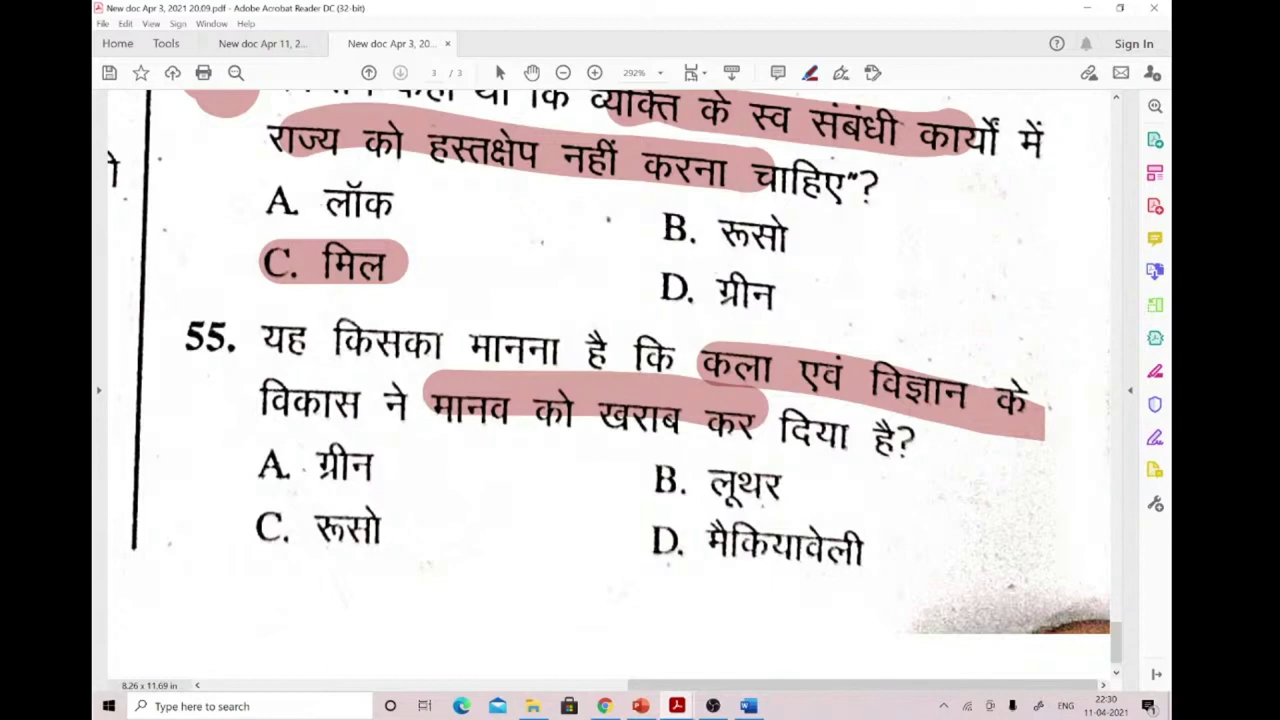 New doc Apr 3, 2021 20.09.pdf - Adobe Acrobat Reader DC (32-bit)
File Edit View Sign Window Help
Home Tools New doc Apr 11, 2... New doc Apr 3, 20... × Sign In
3 / 3 292%
कहा था कि व्यक्ति के स्व संबंधी कार्यों में
राज्य को हस्तक्षेप नहीं करना चाहिए"?
A. लॉक
B. रूसो
C. मिल
D. ग्रीन
55. यह किसका मानना है कि कला एवं विज्ञान के
विकास ने मानव को खराब कर दिया है?
A. ग्रीन
B. लूथर
C. रूसो
D. मैकियावेली
8.26 x 11.69 in
Type here to search
ENG
22:30
11-04-2021